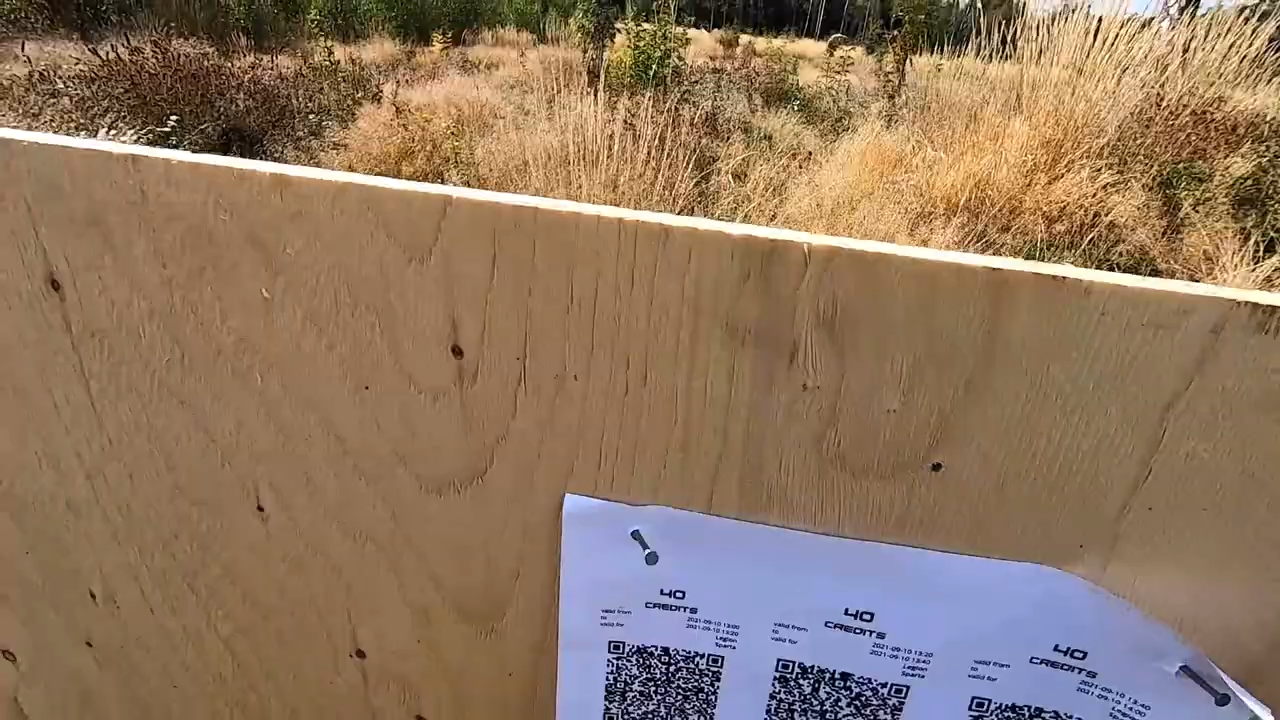 40
CREDITS
valid from 2021-09-10 13:00
to 2021-09-10 13:20
valid for Legion
Sparta
40
CREDITS
valid from 2021-09-10 13:20
to 2021-09-10 13:40
valid for Legion
Sparta
40
CREDITS
valid from 2021-09-10 13:40
to 2021-09-10 14:00
valid for